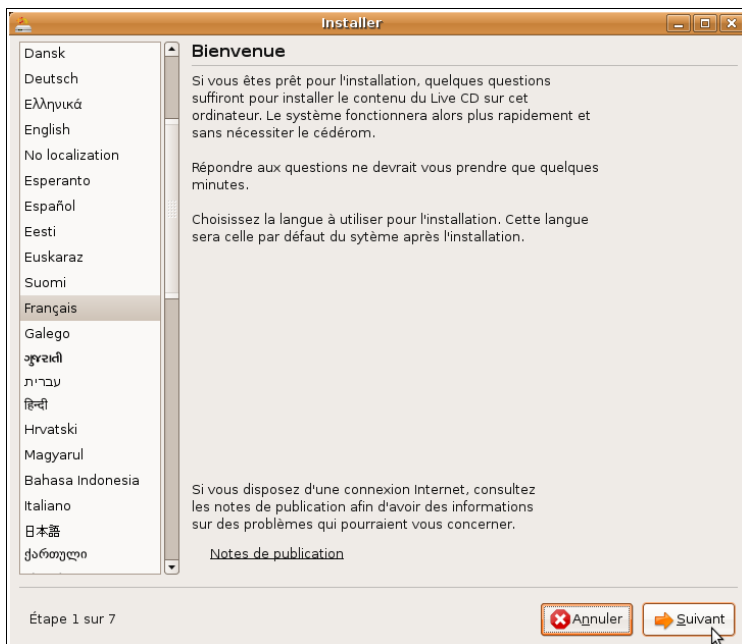 Installer
Dansk
Deutsch
Ελληνικά
English
No localization
Esperanto
Español
Eesti
Euskaraz
Suomi
Français
Galego
ગુજરાતી
עברית
हिन्दी
Hrvatski
Magyarul
Bahasa Indonesia
Italiano
日本語
ქართული
Bienvenue
Si vous êtes prêt pour l'installation, quelques questions
suffiront pour installer le contenu du Live CD sur cet
ordinateur. Le système fonctionnera alors plus rapidement et
sans nécessiter le cédérom.
Répondre aux questions ne devrait vous prendre que quelques
minutes.
Choisissez la langue à utiliser pour l'installation. Cette langue
sera celle par défaut du sytème après l'installation.
Si vous disposez d'une connexion Internet, consultez
les notes de publication afin d'avoir des informations
sur des problèmes qui pourraient vous concerner.
Notes de publication
Étape 1 sur 7
Annuler
Suivant